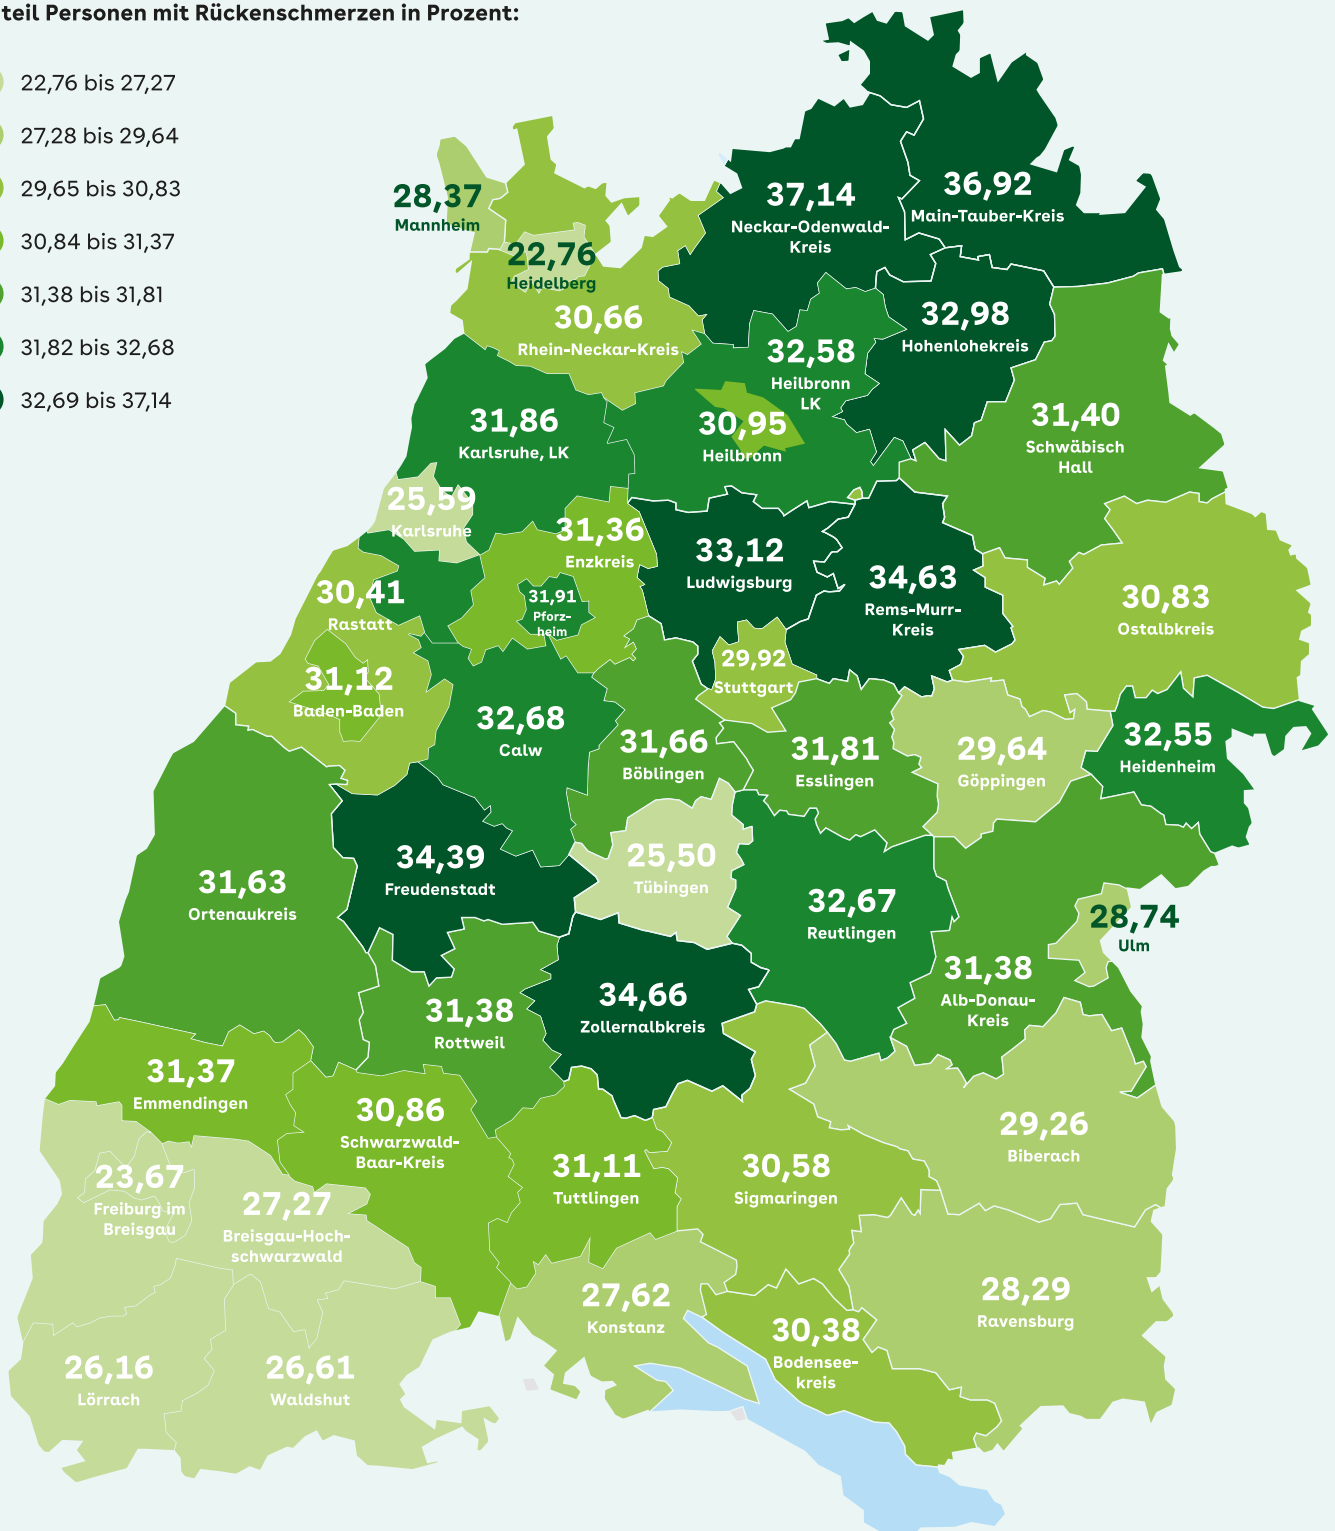 teil Personen mit Rückenschmerzen in Prozent:
22,76 bis 27,27
27,28 bis 29,64
29,65 bis 30,83
30,84 bis 31,37
31,38 bis 31,81
31,82 bis 32,68
32,69 bis 37,14
28,37
Mannheim
22,76
Heidelberg
30,66
Rhein-Neckar-Kreis
37,14
Neckar-Odenwald-
Kreis
36,92
Main-Tauber-Kreis
32,98
Hohenlohekreis
32,58
Heilbronn
LK
30,95
Heilbronn
31,40
Schwäbisch
Hall
31,86
Karlsruhe, LK
25,59
Karlsruhe
31,36
Enzkreis
31,91
Pforz-
heim
33,12
Ludwigsburg
34,63
Rems-Murr-
Kreis
30,83
Ostalbkreis
30,41
Rastatt
31,12
Baden-Baden
32,68
Calw
29,92
Stuttgart
31,66
Böblingen
31,81
Esslingen
29,64
Göppingen
32,55
Heidenheim
31,63
Ortenaukreis
34,39
Freudenstadt
25,50
Tübingen
32,67
Reutlingen
28,74
Ulm
31,38
Alb-Donau-
Kreis
31,38
Rottweil
34,66
Zollernalbkreis
31,37
Emmendingen
30,86
Schwarzwald-
Baar-Kreis
31,11
Tuttlingen
30,58
Sigmaringen
29,26
Biberach
23,67
Freiburg im
Breisgau
27,27
Breisgau-Hoch-
schwarzwald
27,62
Konstanz
30,38
Bodensee-
kreis
28,29
Ravensburg
26,16
Lörrach
26,61
Waldshut